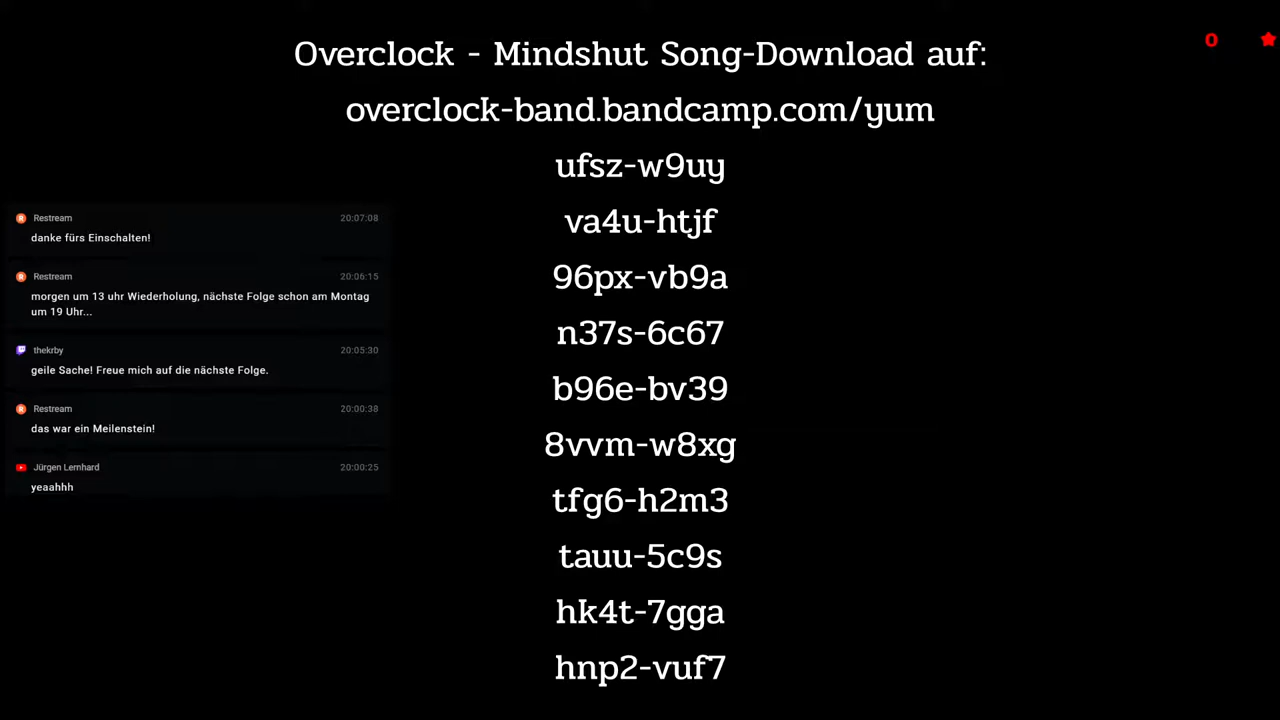 Overclock - Mindshut Song-Download auf:
overclock-band.bandcamp.com/yum
ufsz-w9uy
va4u-htjf
96px-vb9a
n37s-6c67
b96e-bv39
8vvm-w8xg
tfg6-h2m3
tauu-5c9s
hk4t-7gga
hnp2-vuf7
0
Restream 20:07:08
danke fürs Einschalten!
Restream 20:06:15
morgen um 13 uhr Wiederholung, nächste Folge schon am Montag
um 19 Uhr...
thekrby 20:05:30
geile Sache! Freue mich auf die nächste Folge.
Restream 20:00:38
das war ein Meilenstein!
Jürgen Lernhard 20:00:25
yeaahhh